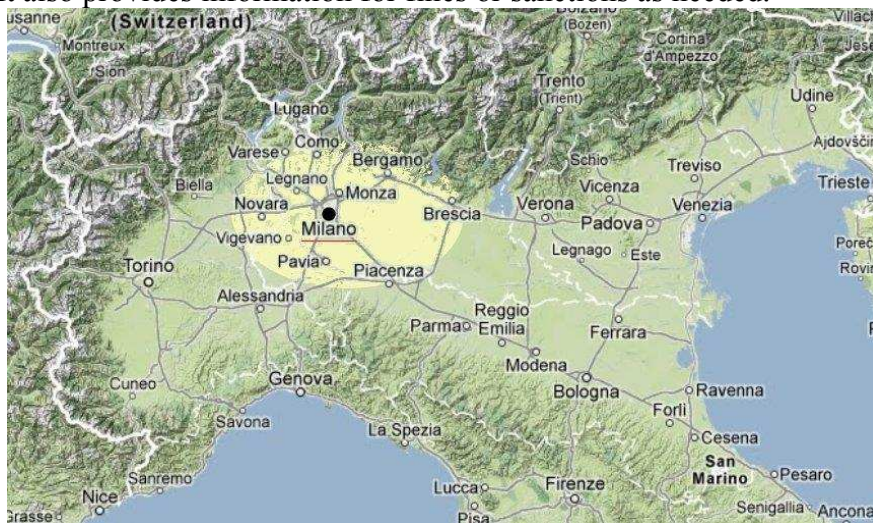 it also provides information for fines or sanctions as needed.
(Switzerland)
Montreux
Sion
(Bozen)
Cortina
d'Ampezzo
Villach
Trento
(Trient)
Udine
Lugano
Ajdovščin
Varese
Como
Bergamo
Schio
Treviso
Trieste
Biella
Legnano
Monza
Vicenza
Novara
Brescia
Verona
Padova
Venezia
Milano
Vigevano
Legnago
Este
Poreč
Rovin
Torino
Pavia
Piacenza
Alessandria
Reggio
Emilia
Parma
Ferrara
Modena
Cuneo
Genova
Bologna
Ravenna
Savona
Forlì
La Spezia
Cesena
San
Marino
Pesaro
Sanremo
Lucca
Firenze
Grasse
Nice
Pisa
Senigallia
Ancona